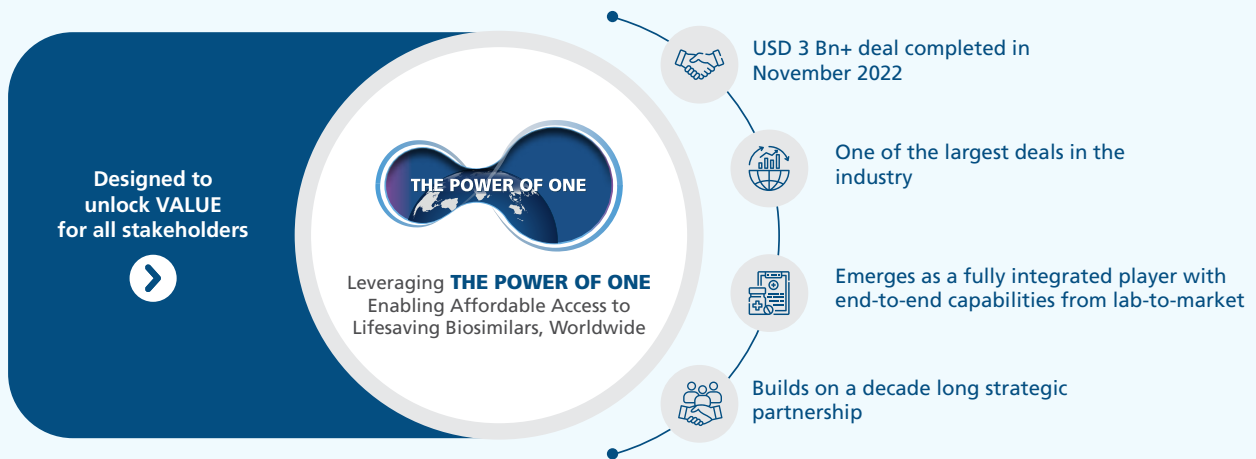 Designed to
unlock VALUE
for all stakeholders
THE POWER OF ONE
Leveraging THE POWER OF ONE
Enabling Affordable Access to
Lifesaving Biosimilars, Worldwide
USD 3 Bn+ deal completed in
November 2022
One of the largest deals in the
industry
Emerges as a fully integrated player with
end-to-end capabilities from lab-to-market
Builds on a decade long strategic
partnership